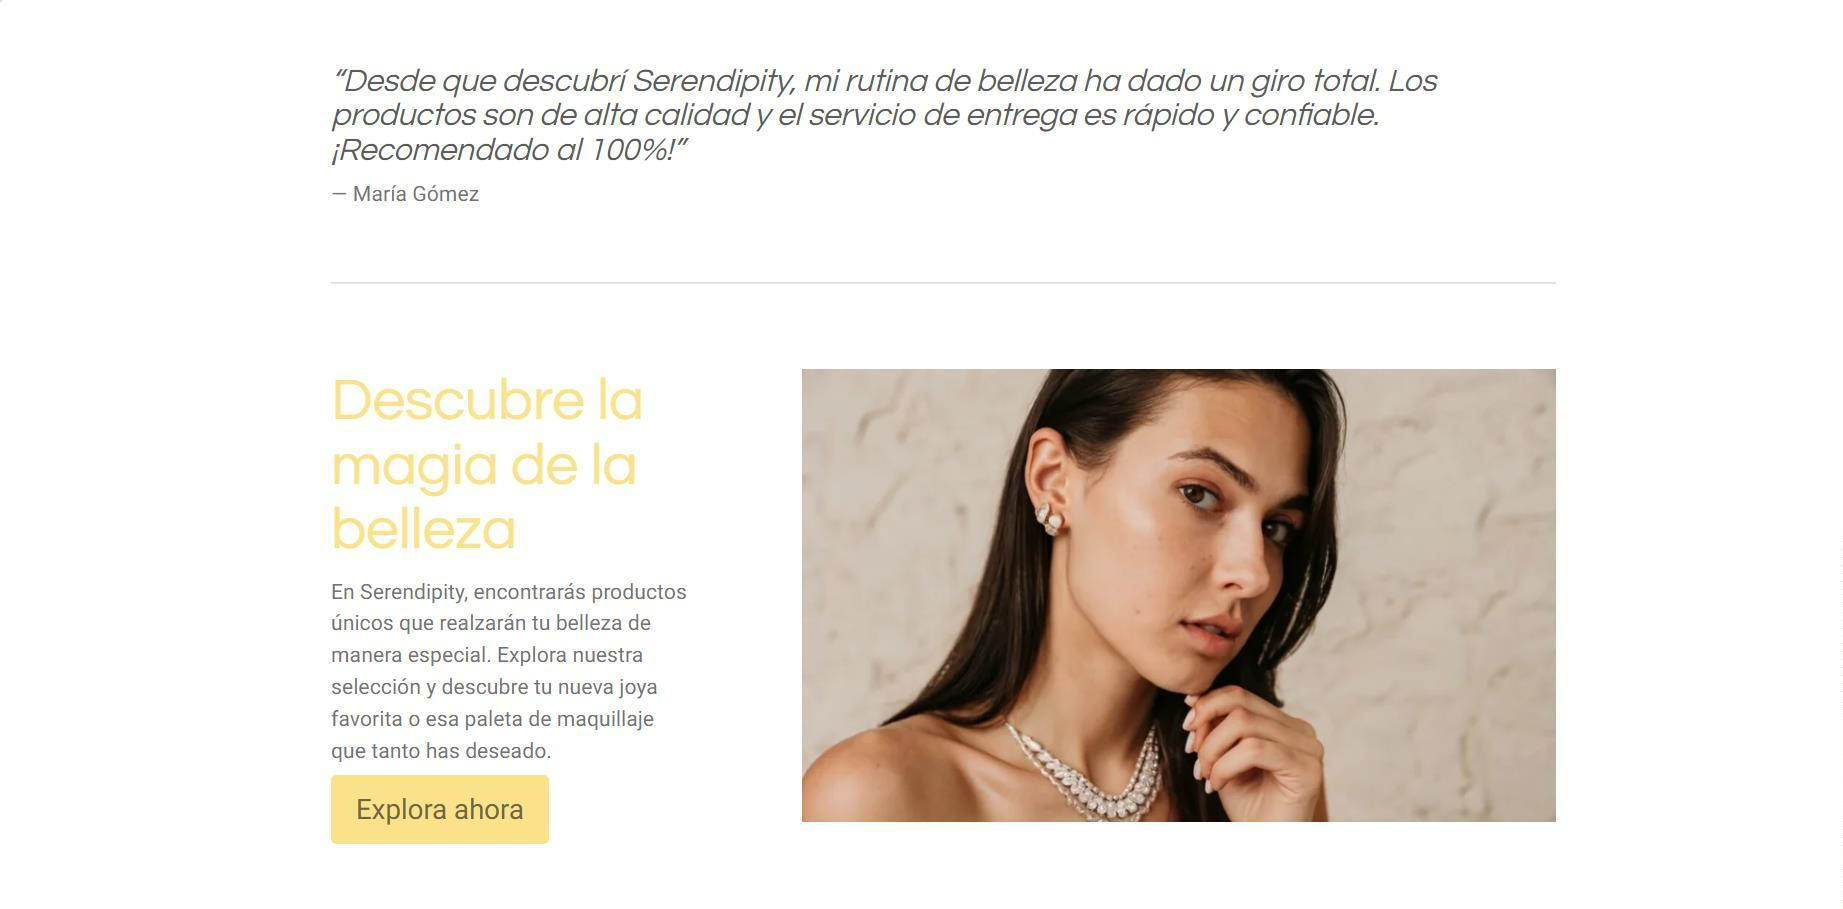 “Desde que descubrí Serendipity, mi rutina de belleza ha dado un giro total. Los
productos son de alta calidad y el servicio de entrega es rápido y confiable.
¡Recomendado al 100%!”
— María Gómez
Descubre la
magia de la
belleza
En Serendipity, encontrarás productos
únicos que realzarán tu belleza de
manera especial. Explora nuestra
selección y descubre tu nueva joya
favorita o esa paleta de maquillaje
que tanto has deseado.
Explora ahora